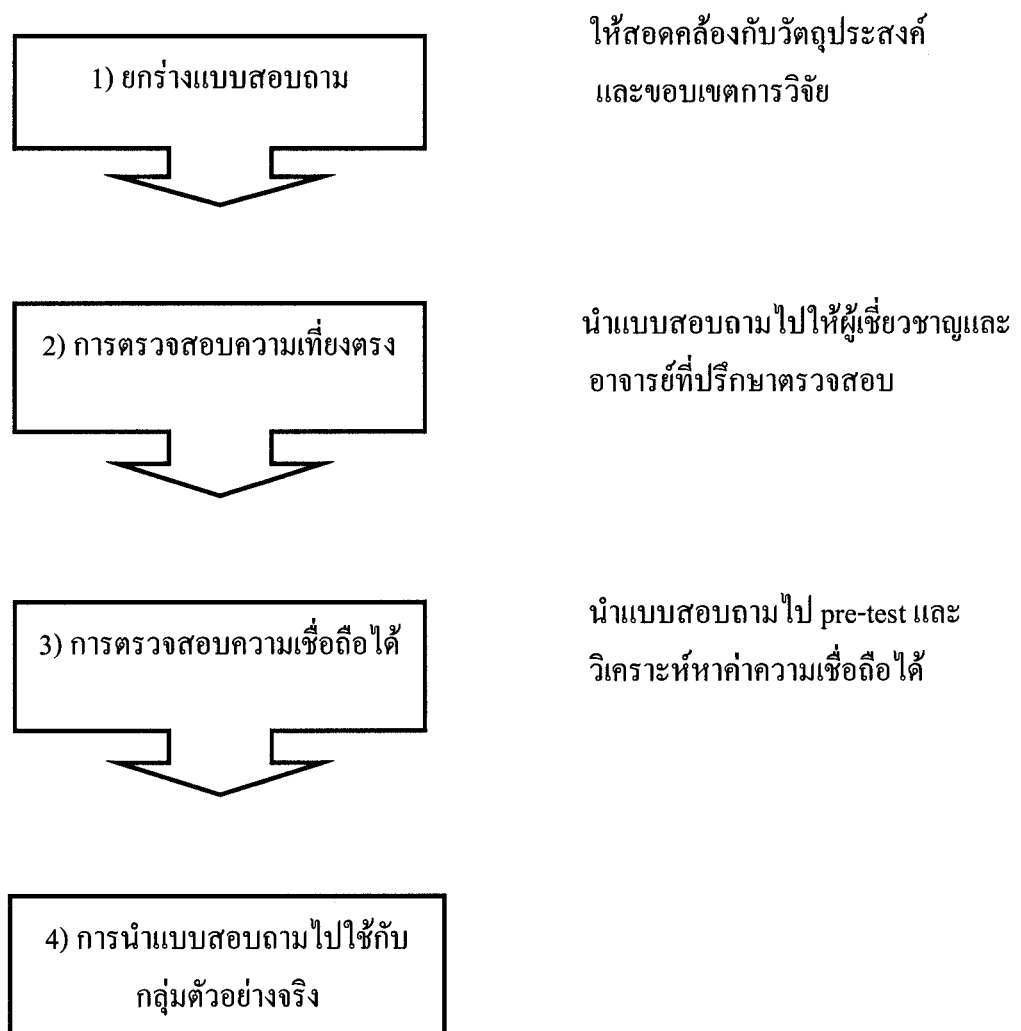 1) ยกร่างแบบสอบถาม
ให้สอดคล้องกับวัตถุประสงค์
และขอบเขตการวิจัย
2) การตรวจสอบความเที่ยงตรง
นำแบบสอบถามไปให้ผู้เชี่ยวชาญและ
อาจารย์ที่ปรึกษาตรวจสอบ
3) การตรวจสอบความเชื่อถือได้
นำแบบสอบถามไป pre-test และ
วิเคราะห์หาค่าความเชื่อถือได้
4) การนำแบบสอบถามไปใช้กับ
กลุ่มตัวอย่างจริง